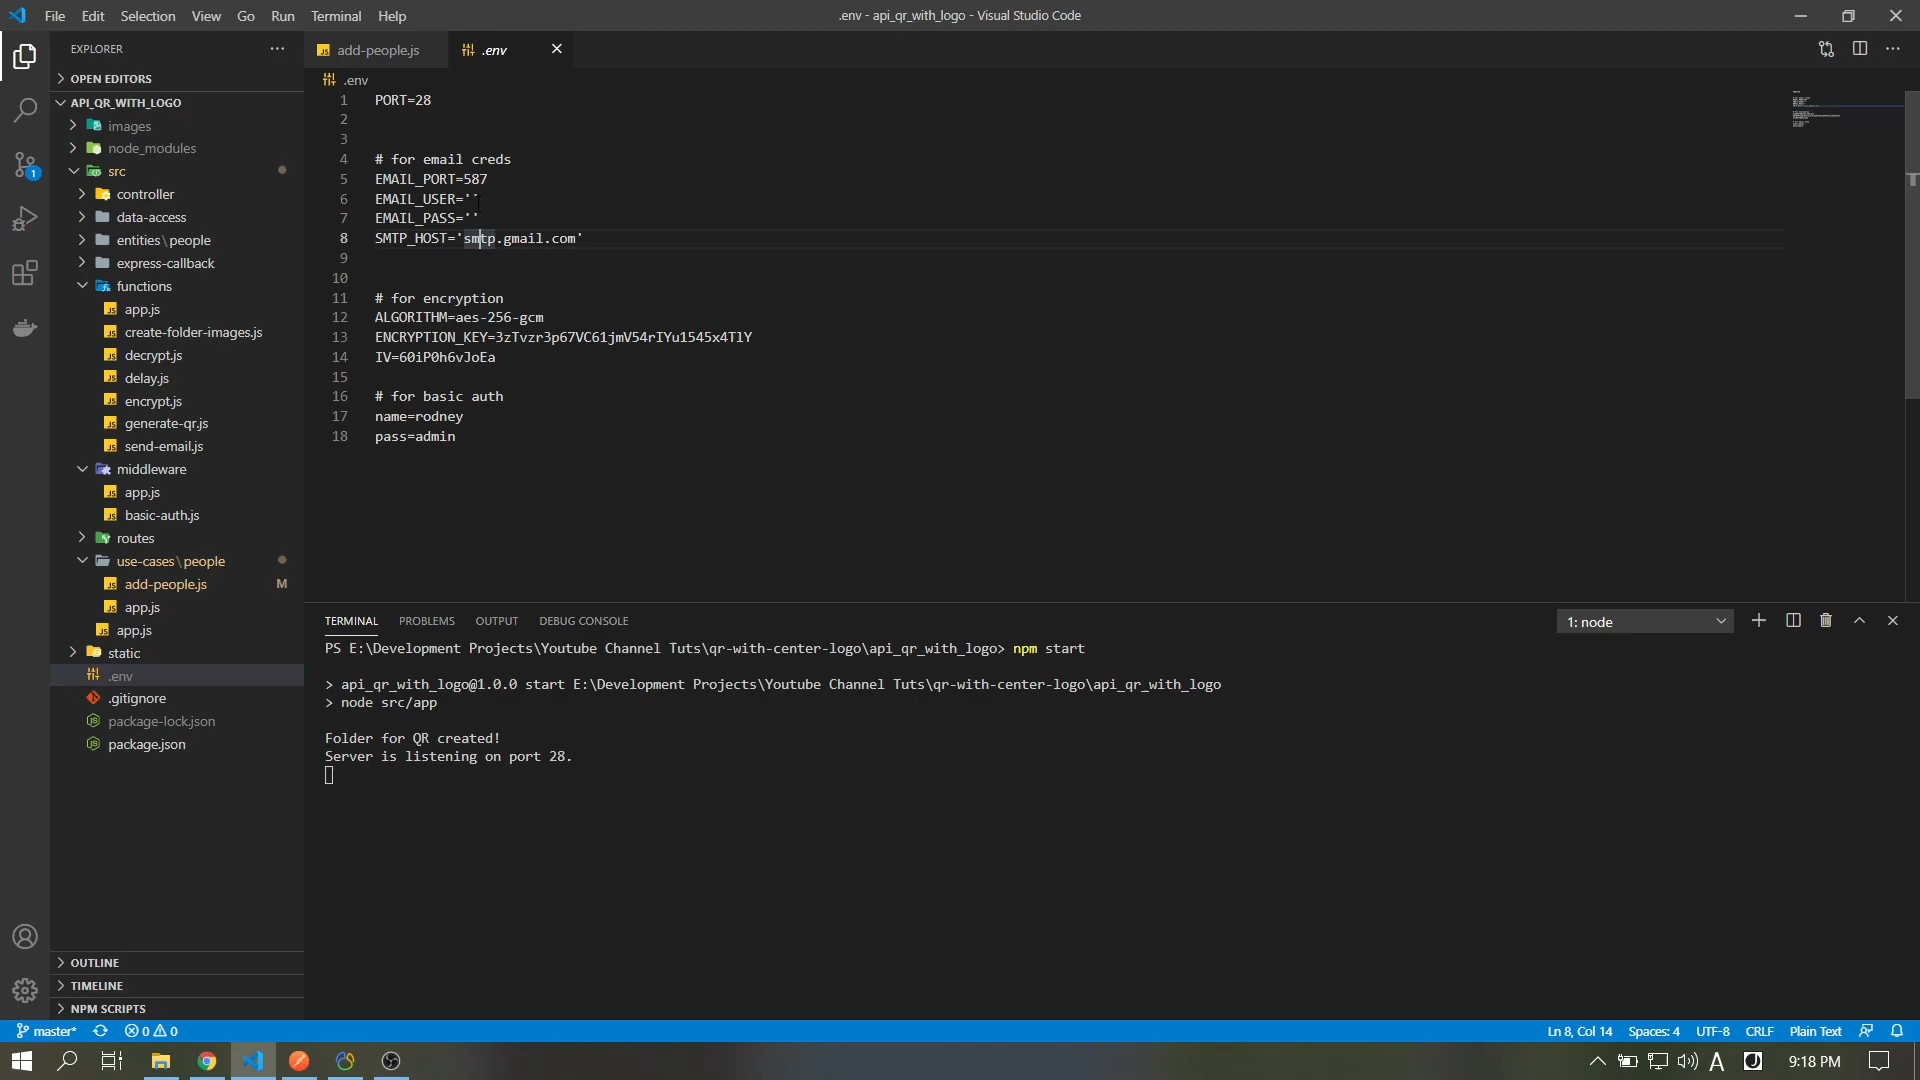 File Edit Selection View Go Run Terminal Help
.env - api_qr_with_logo - Visual Studio Code
EXPLORER
OPEN EDITORS
API_QR_WITH_LOGO
images
node_modules
src
controller
data-access
entities\people
express-callback
functions
app.js
create-folder-images.js
decrypt.js
delay.js
encrypt.js
generate-qr.js
send-email.js
middleware
app.js
basic-auth.js
routes
use-cases\people
add-people.js M
app.js
app.js
static
.env
.gitignore
package-lock.json
package.json
OUTLINE
TIMELINE
NPM SCRIPTS
add-people.js .env
.env
1 PORT=28
2
3
4 # for email creds
5 EMAIL_PORT=587
6 EMAIL_USER=''
7 EMAIL_PASS=''
8 SMTP_HOST='smtp.gmail.com'
9
10
11 # for encryption
12 ALGORITHM=aes-256-gcm
13 ENCRYPTION_KEY=3zTvzr3p67VC61jmV54rIYu1545x4TlY
14 IV=60iP0h6vJoEa
15
16 # for basic auth
17 name=rodney
18 pass=admin
TERMINAL PROBLEMS OUTPUT DEBUG CONSOLE
1: node
PS E:\Development Projects\Youtube Channel Tuts\qr-with-center-logo\api_qr_with_logo> npm start
> api_qr_with_logo@1.0.0 start E:\Development Projects\Youtube Channel Tuts\qr-with-center-logo\api_qr_with_logo
> node src/app
Folder for QR created!
Server is listening on port 28.
1
master* 0 0
Ln 8, Col 14 Spaces: 4 UTF-8 CRLF Plain Text
A 9:18 PM